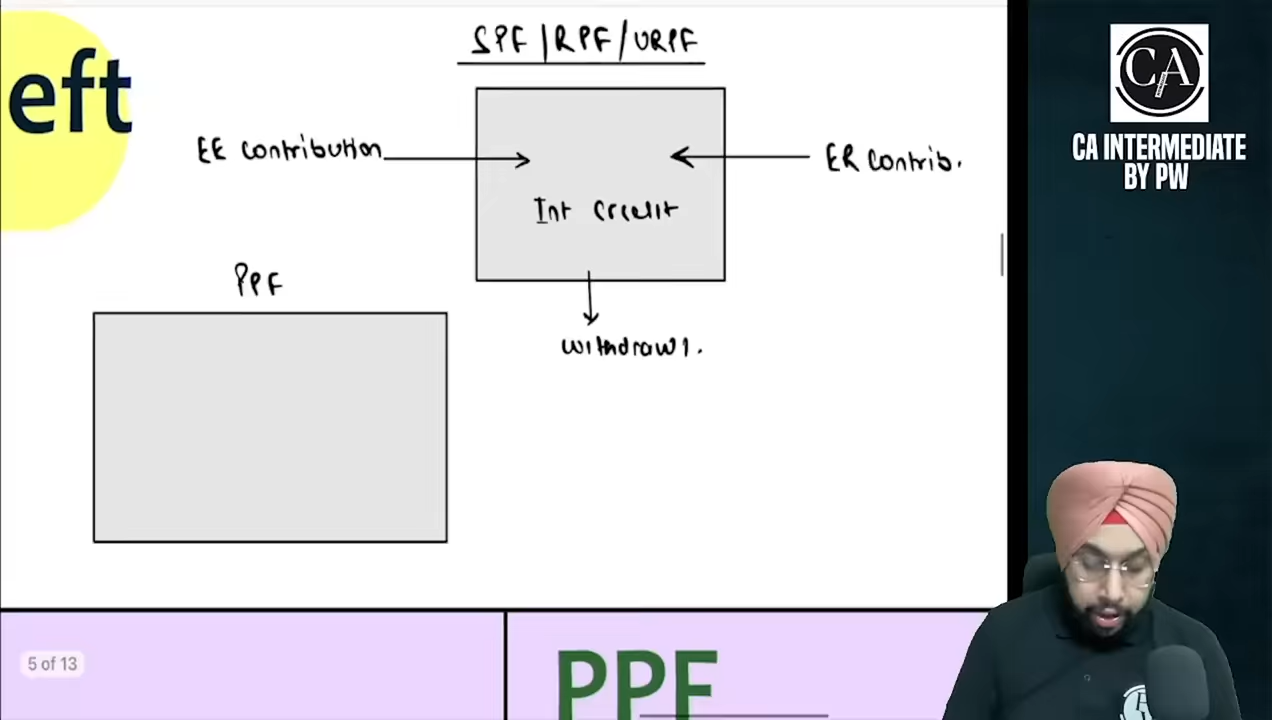 SPF/RPF/URPF
eft
EE Contribution
ER Contrib.
Int Credit
PPF
withdrawl.
5 of 13
PPF
CA
CA INTERMEDIATE
BY PW